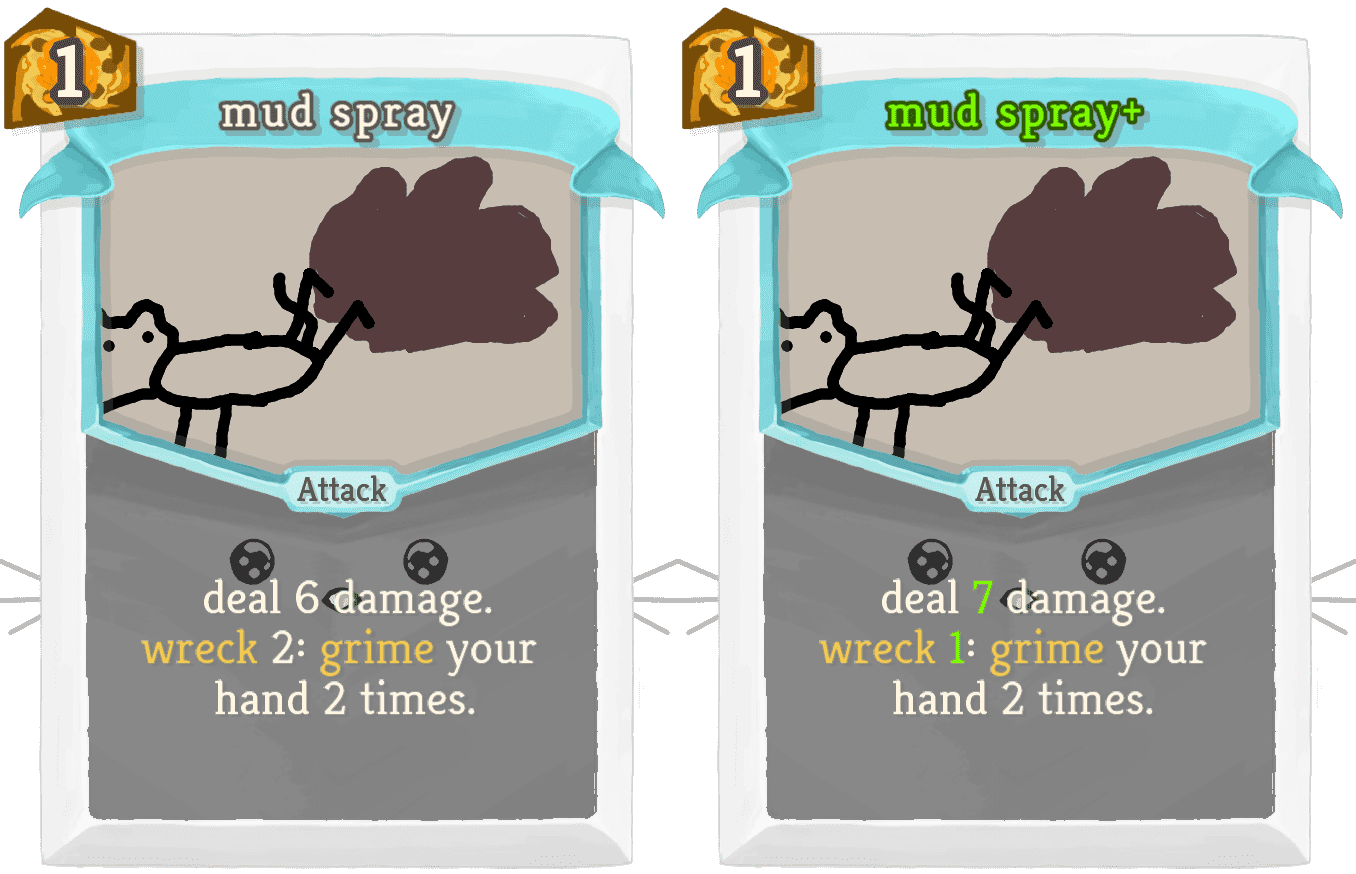 1
mud spray
Attack
deal 6 damage.
wreck 2: grime your
hand 2 times.
1
mud spray+
Attack
deal 7 damage.
wreck 1: grime your
hand 2 times.